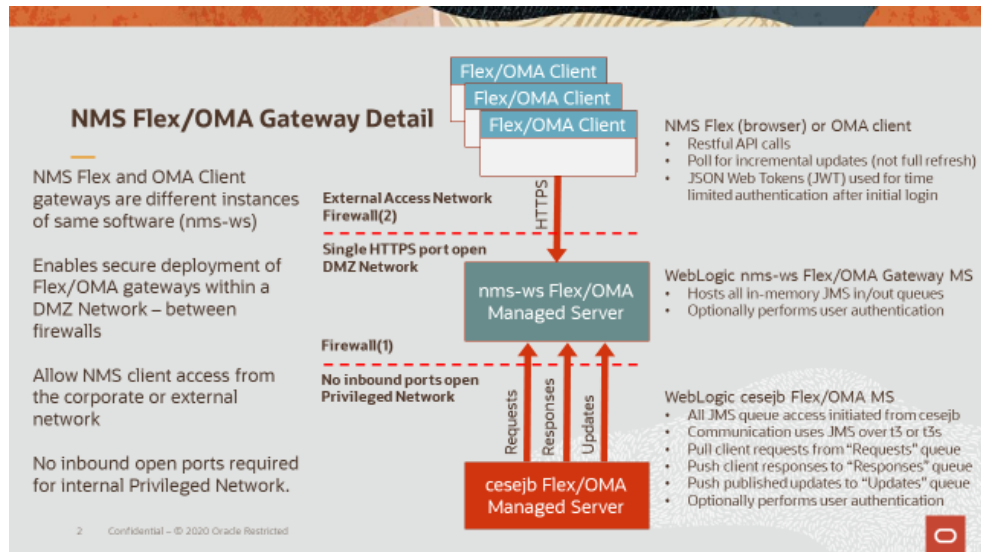 NMS Flex/OMA Gateway Detail
NMS Flex and OMA Client
gateways are different instances
of same software (nms-ws)
Enables secure deployment of
Flex/OMA gateways within a
DMZ Network – between
firewalls
Allow NMS client access from
the corporate or external
network
No inbound open ports required
for internal Privileged Network.
Flex/OMA Client
Flex/OMA Client
Flex/OMA Client
HTTPS
External Access Network
Firewall(2)
Single HTTPS port open
DMZ Network
nms-ws Flex/OMA
Managed Server
Firewall(1)
No inbound ports open
Privileged Network
Requests
Responses
Updates
cesejb Flex/OMA
Managed Server
NMS Flex (browser) or OMA client
• Restful API calls
• Poll for incremental updates (not full refresh)
• JSON Web Tokens (JWT) used for time
limited authentication after initial login
WebLogic nms-ws Flex/OMA Gateway MS
• Hosts all in-memory JMS in/out queues
• Optionally performs user authentication
WebLogic cesejb Flex/OMA MS
• All JMS queue access initiated from cesejb
• Communication uses JMS over t3 or t3s
• Pull client requests from “Requests” queue
• Push client responses to “Responses” queue
• Push published updates to “Updates” queue
• Optionally performs user authentication
2 Confidential – © 2020 Oracle Restricted